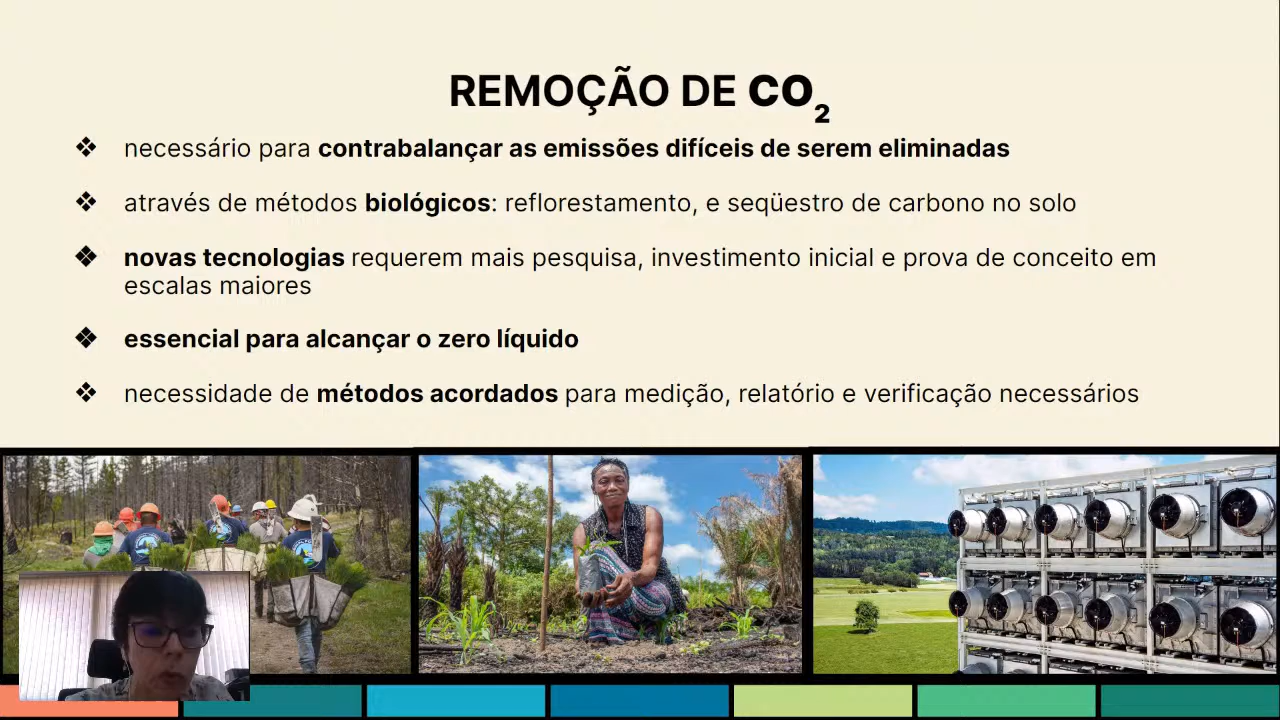 REMOÇÃO DE CO₂
❖ necessário para contrabalançar as emissões difíceis de serem eliminadas
❖ através de métodos biológicos: reflorestamento, e seqüestro de carbono no solo
❖ novas tecnologias requerem mais pesquisa, investimento inicial e prova de conceito em
escalas maiores
❖ essencial para alcançar o zero líquido
❖ necessidade de métodos acordados para medição, relatório e verificação necessários